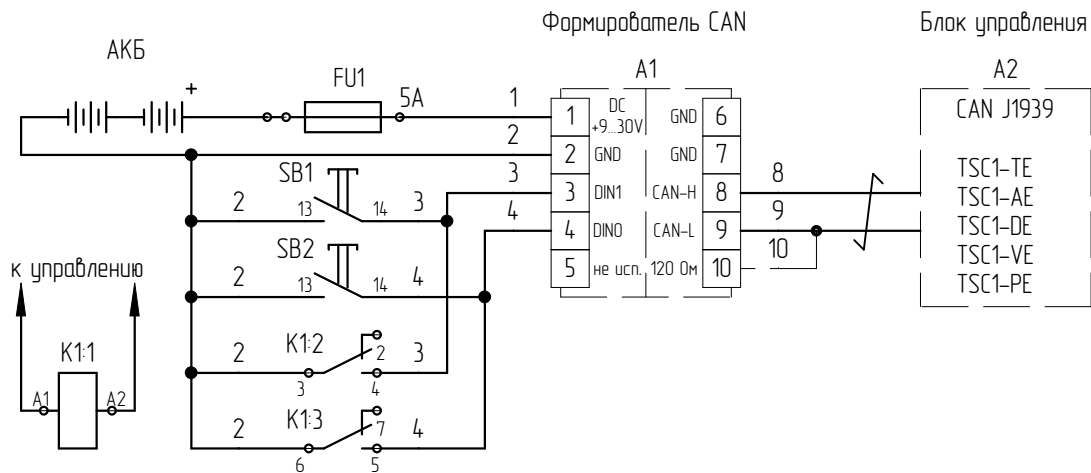 Формирователь CAN
Блок управления
АКБ
+
FU1
5А
A1
A2
1
1
DC
+9...30V
GND
6
CAN J1939
2
2
GND
GND
7
SB1
3
3
DIN1
CAN-H
8
8
TSC1-TE
2
13
14
3
TSC1-AE
4
4
DIN0
CAN-L
9
9
TSC1-DE
SB2
10
TSC1-VE
к управлению
2
13
14
4
5
не исп.
120 Ом
10
TSC1-PE
K1:1
2
K1:2
2
3
3
4
A1
A2
2
K1:3
7
4
6
5